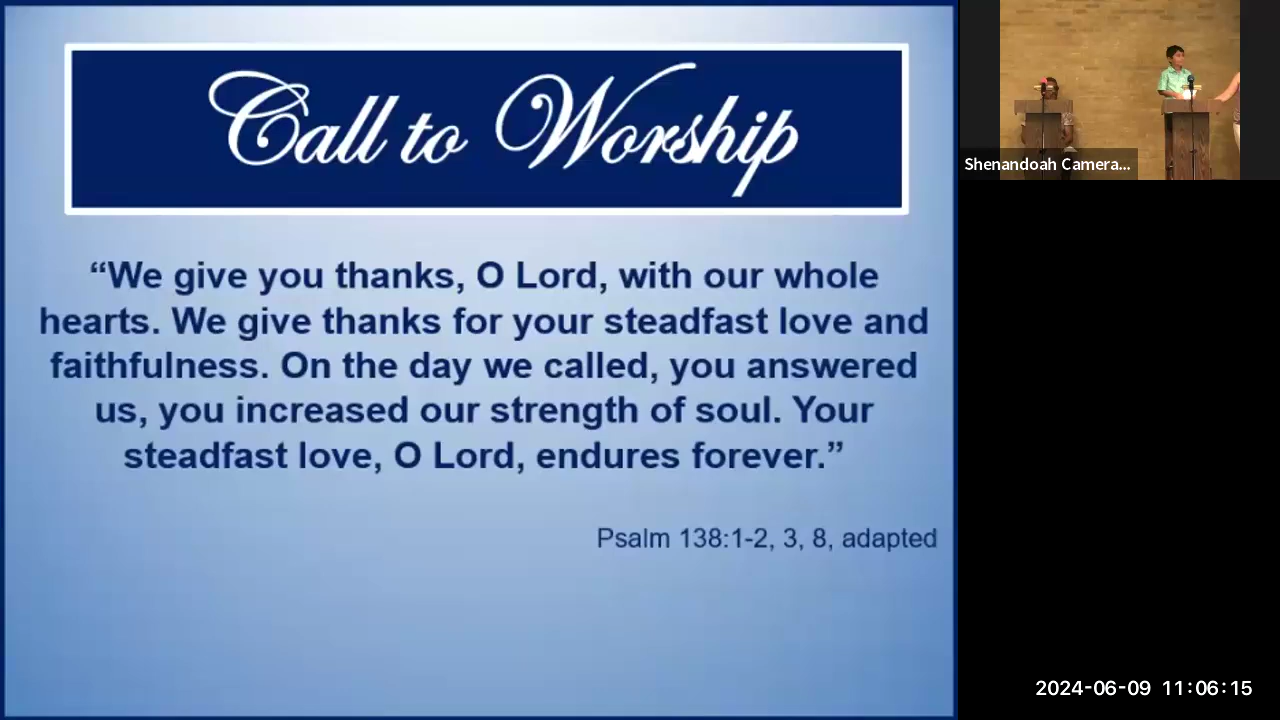 Call to Worship
“We give you thanks, O Lord, with our whole
hearts. We give thanks for your steadfast love and
faithfulness. On the day we called, you answered
us, you increased our strength of soul. Your
steadfast love, O Lord, endures forever.”
Psalm 138:1-2, 3, 8, adapted
Shenandoah Camera...
2024-06-09 11:06:15